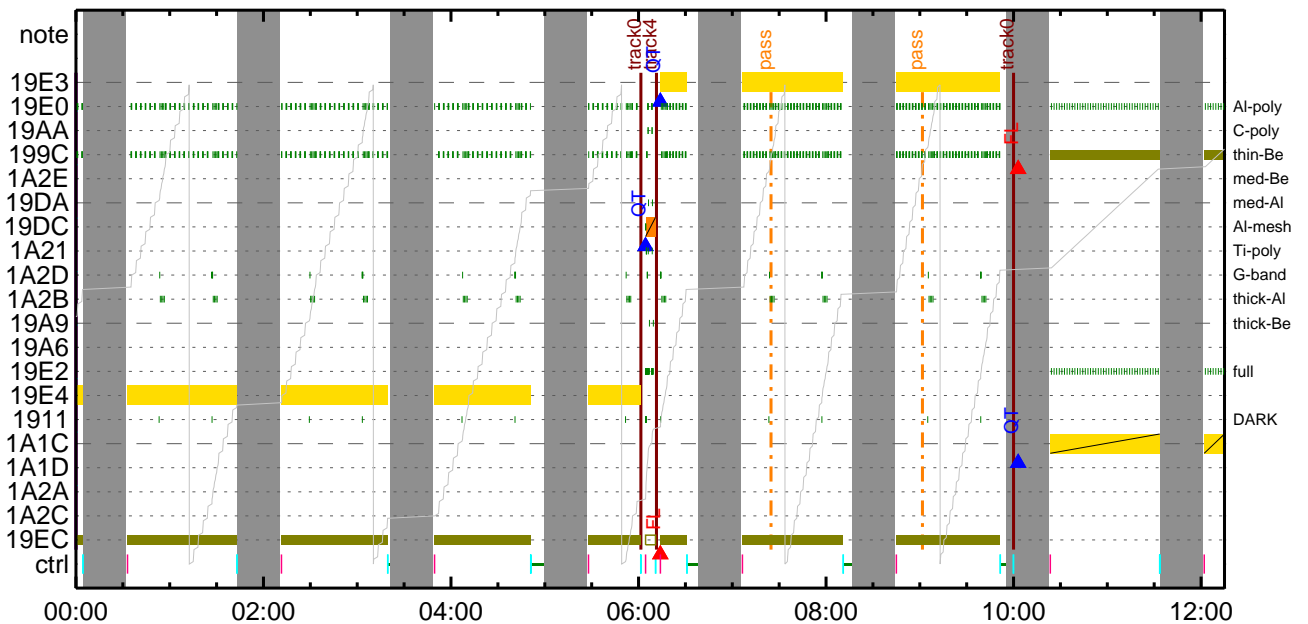 note
track0
track4
QT
pass
pass
track0
19E3
19E0
Al-poly
19AA
C-poly
FL
199C
thin-Be
1A2E
med-Be
19DA
med-Al
QT
19DC
Al-mesh
1A21
Ti-poly
1A2D
G-band
1A2B
thick-Al
19A9
thick-Be
19A6
19E2
full
19E4
1911
DARK
QT
1A1C
1A1D
1A2A
1A2C
FL
19EC
ctrl
00:00
02:00
04:00
06:00
08:00
10:00
12:00